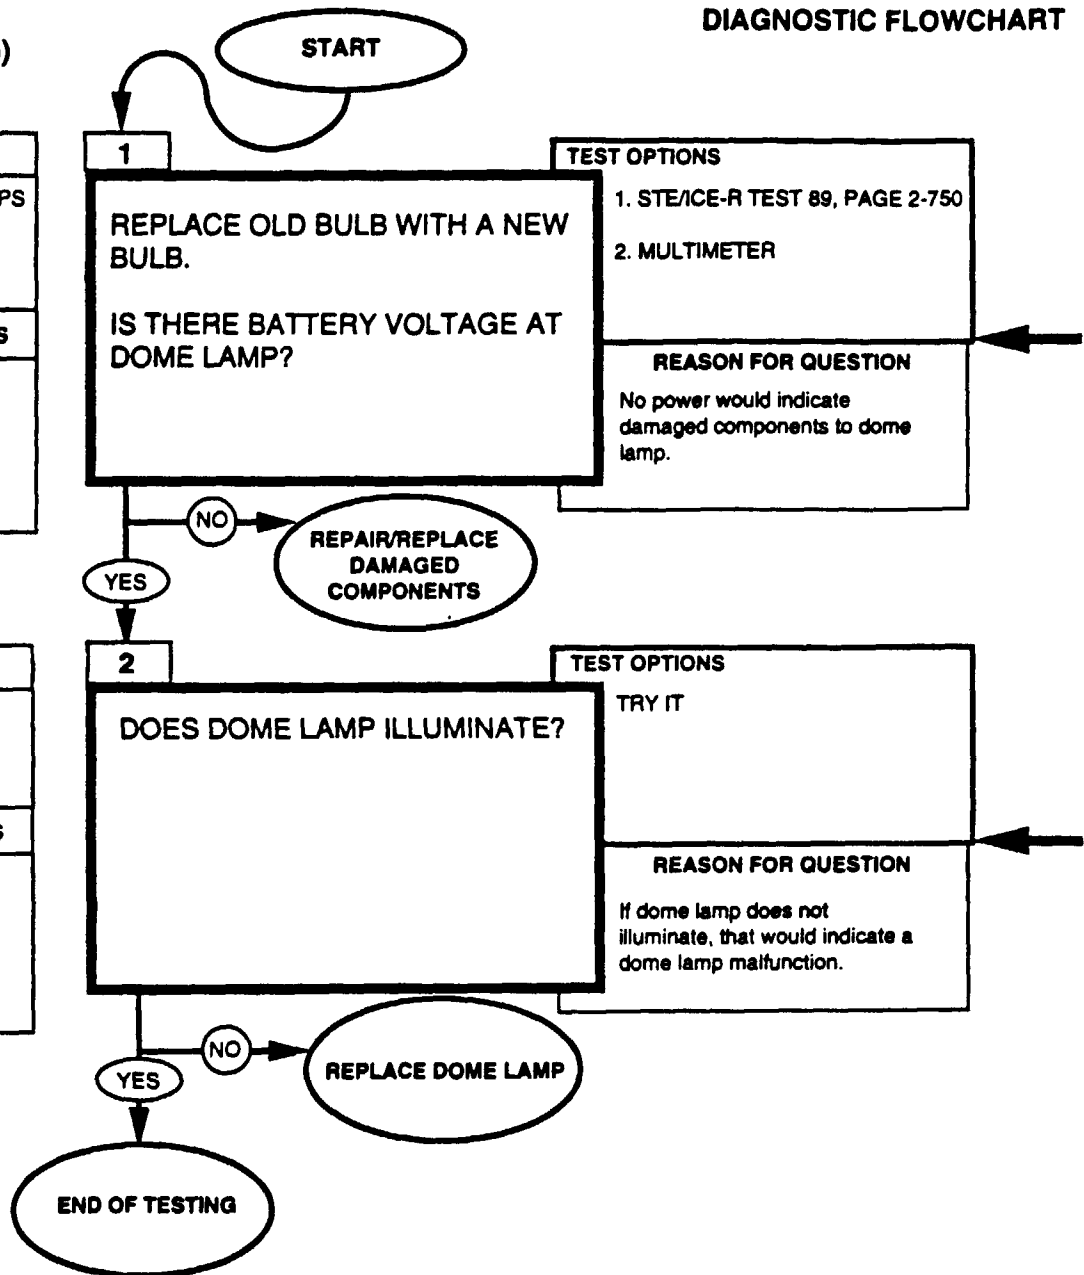 DIAGNOSTIC FLOWCHART
)
START
1
PS
S
REPLACE OLD BULB WITH A NEW
BULB.
IS THERE BATTERY VOLTAGE AT
DOME LAMP?
TEST OPTIONS
1. STE/ICE-R TEST 89, PAGE 2-750
2. MULTIMETER
REASON FOR QUESTION
No power would indicate
damaged components to dome
lamp.
NO
REPAIR/REPLACE
DAMAGED
COMPONENTS
YES
2
S
DOES DOME LAMP ILLUMINATE?
TEST OPTIONS
TRY IT
REASON FOR QUESTION
If dome lamp does not
illuminate, that would indicate a
dome lamp malfunction.
NO
REPLACE DOME LAMP
YES
END OF TESTING